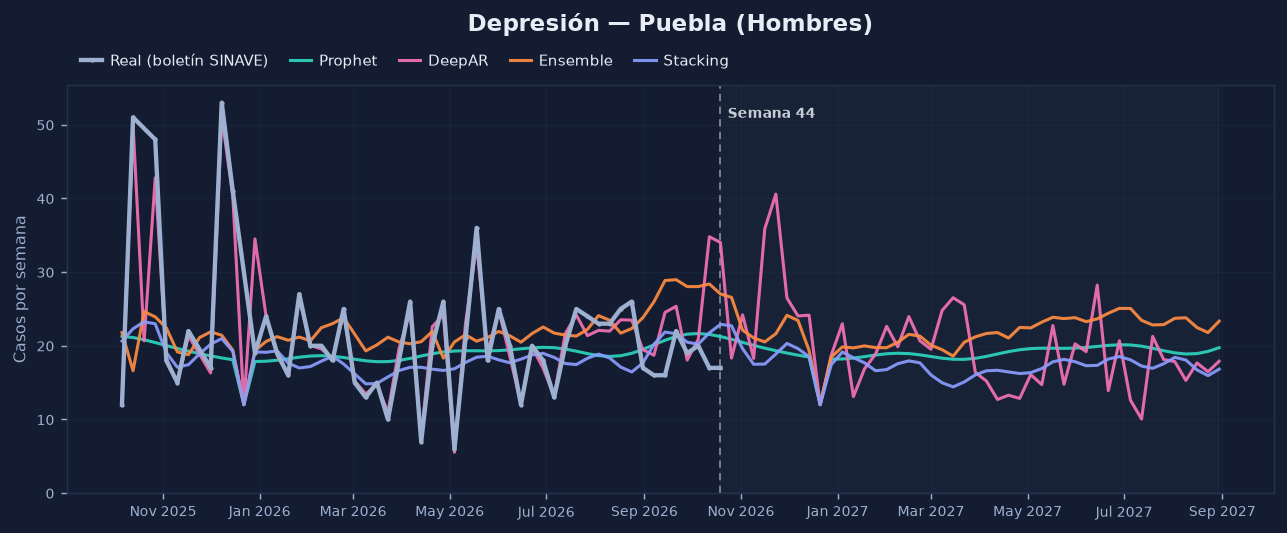 Depresión — Puebla (Hombres)
Real (boletín SINAVE) Prophet DeepAR Ensemble Stacking
Semana 44
Casos por semana
50
40
30
20
10
0
Nov 2025 Jan 2026 Mar 2026 May 2026 Jul 2026 Sep 2026 Nov 2026 Jan 2027 Mar 2027 May 2027 Jul 2027 Sep 2027